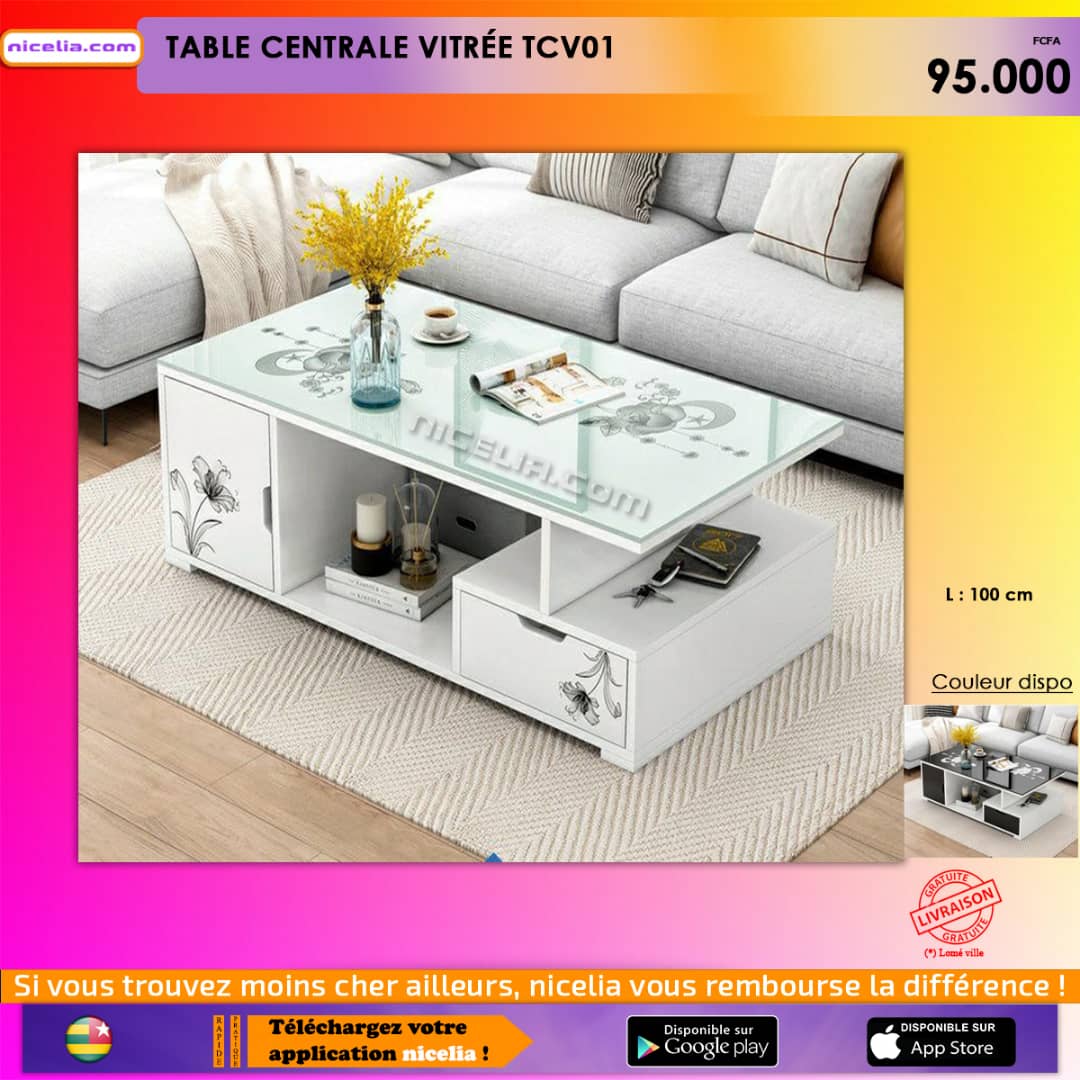 nicelia.com
TABLE CENTRALE VITRÉE TCV01
FCFA
95.000
NICELIA.com
L : 100 cm
Couleur dispo
GRATUITE
LIVRAISON
GRATUITE
(*) Lomé ville
Si vous trouvez moins cher ailleurs, nicelia vous rembourse la différence !
RAPIDE
PRATIQUE
Téléchargez votre
application nicelia !
Disponible sur
Google play
DISPONIBLE SUR
App Store